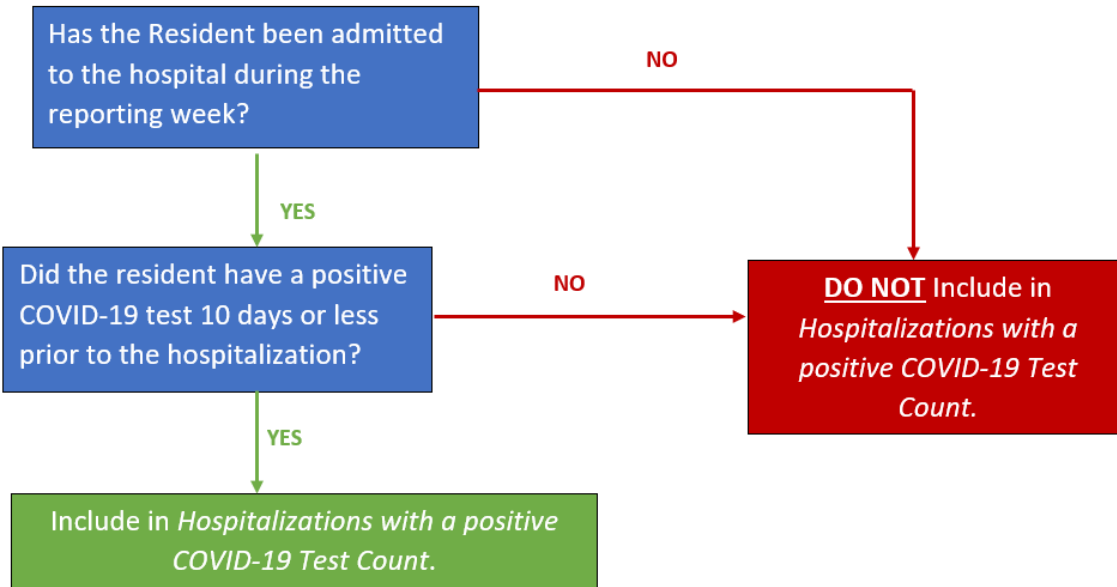 Has the Resident been admitted
to the hospital during the
reporting week?
NO
YES
Did the resident have a positive
COVID-19 test 10 days or less
prior to the hospitalization?
NO
DO NOT Include in
Hospitalizations with a
positive COVID-19 Test
Count.
YES
Include in Hospitalizations with a positive
COVID-19 Test Count.